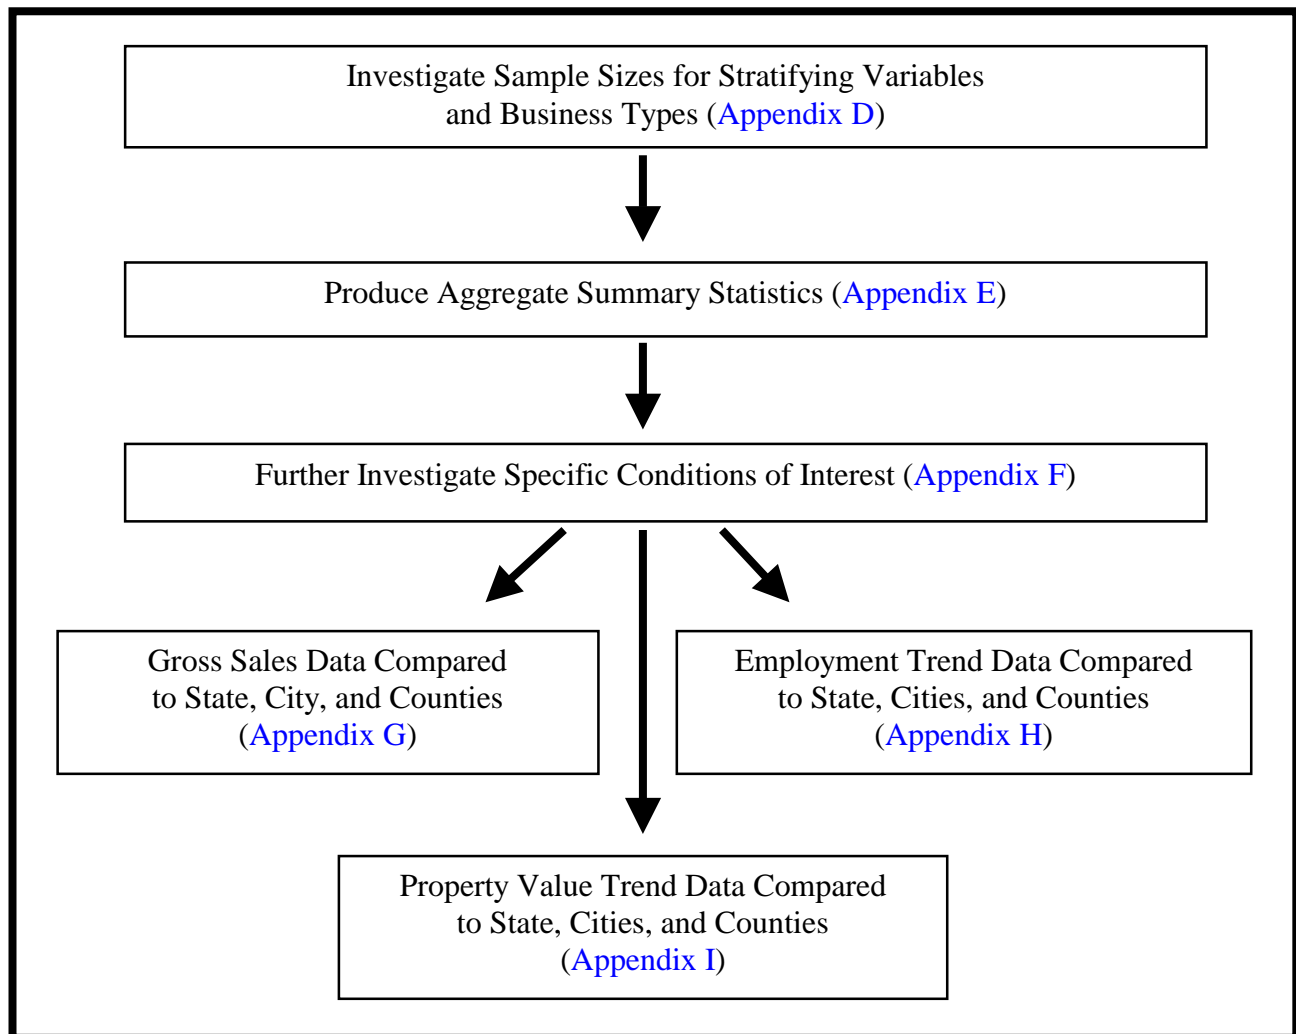 Investigate Sample Sizes for Stratifying Variables
and Business Types (Appendix D)
Produce Aggregate Summary Statistics (Appendix E)
Further Investigate Specific Conditions of Interest (Appendix F)
Gross Sales Data Compared
to State, City, and Counties
(Appendix G)
Employment Trend Data Compared
to State, Cities, and Counties
(Appendix H)
Property Value Trend Data Compared
to State, Cities, and Counties
(Appendix I)